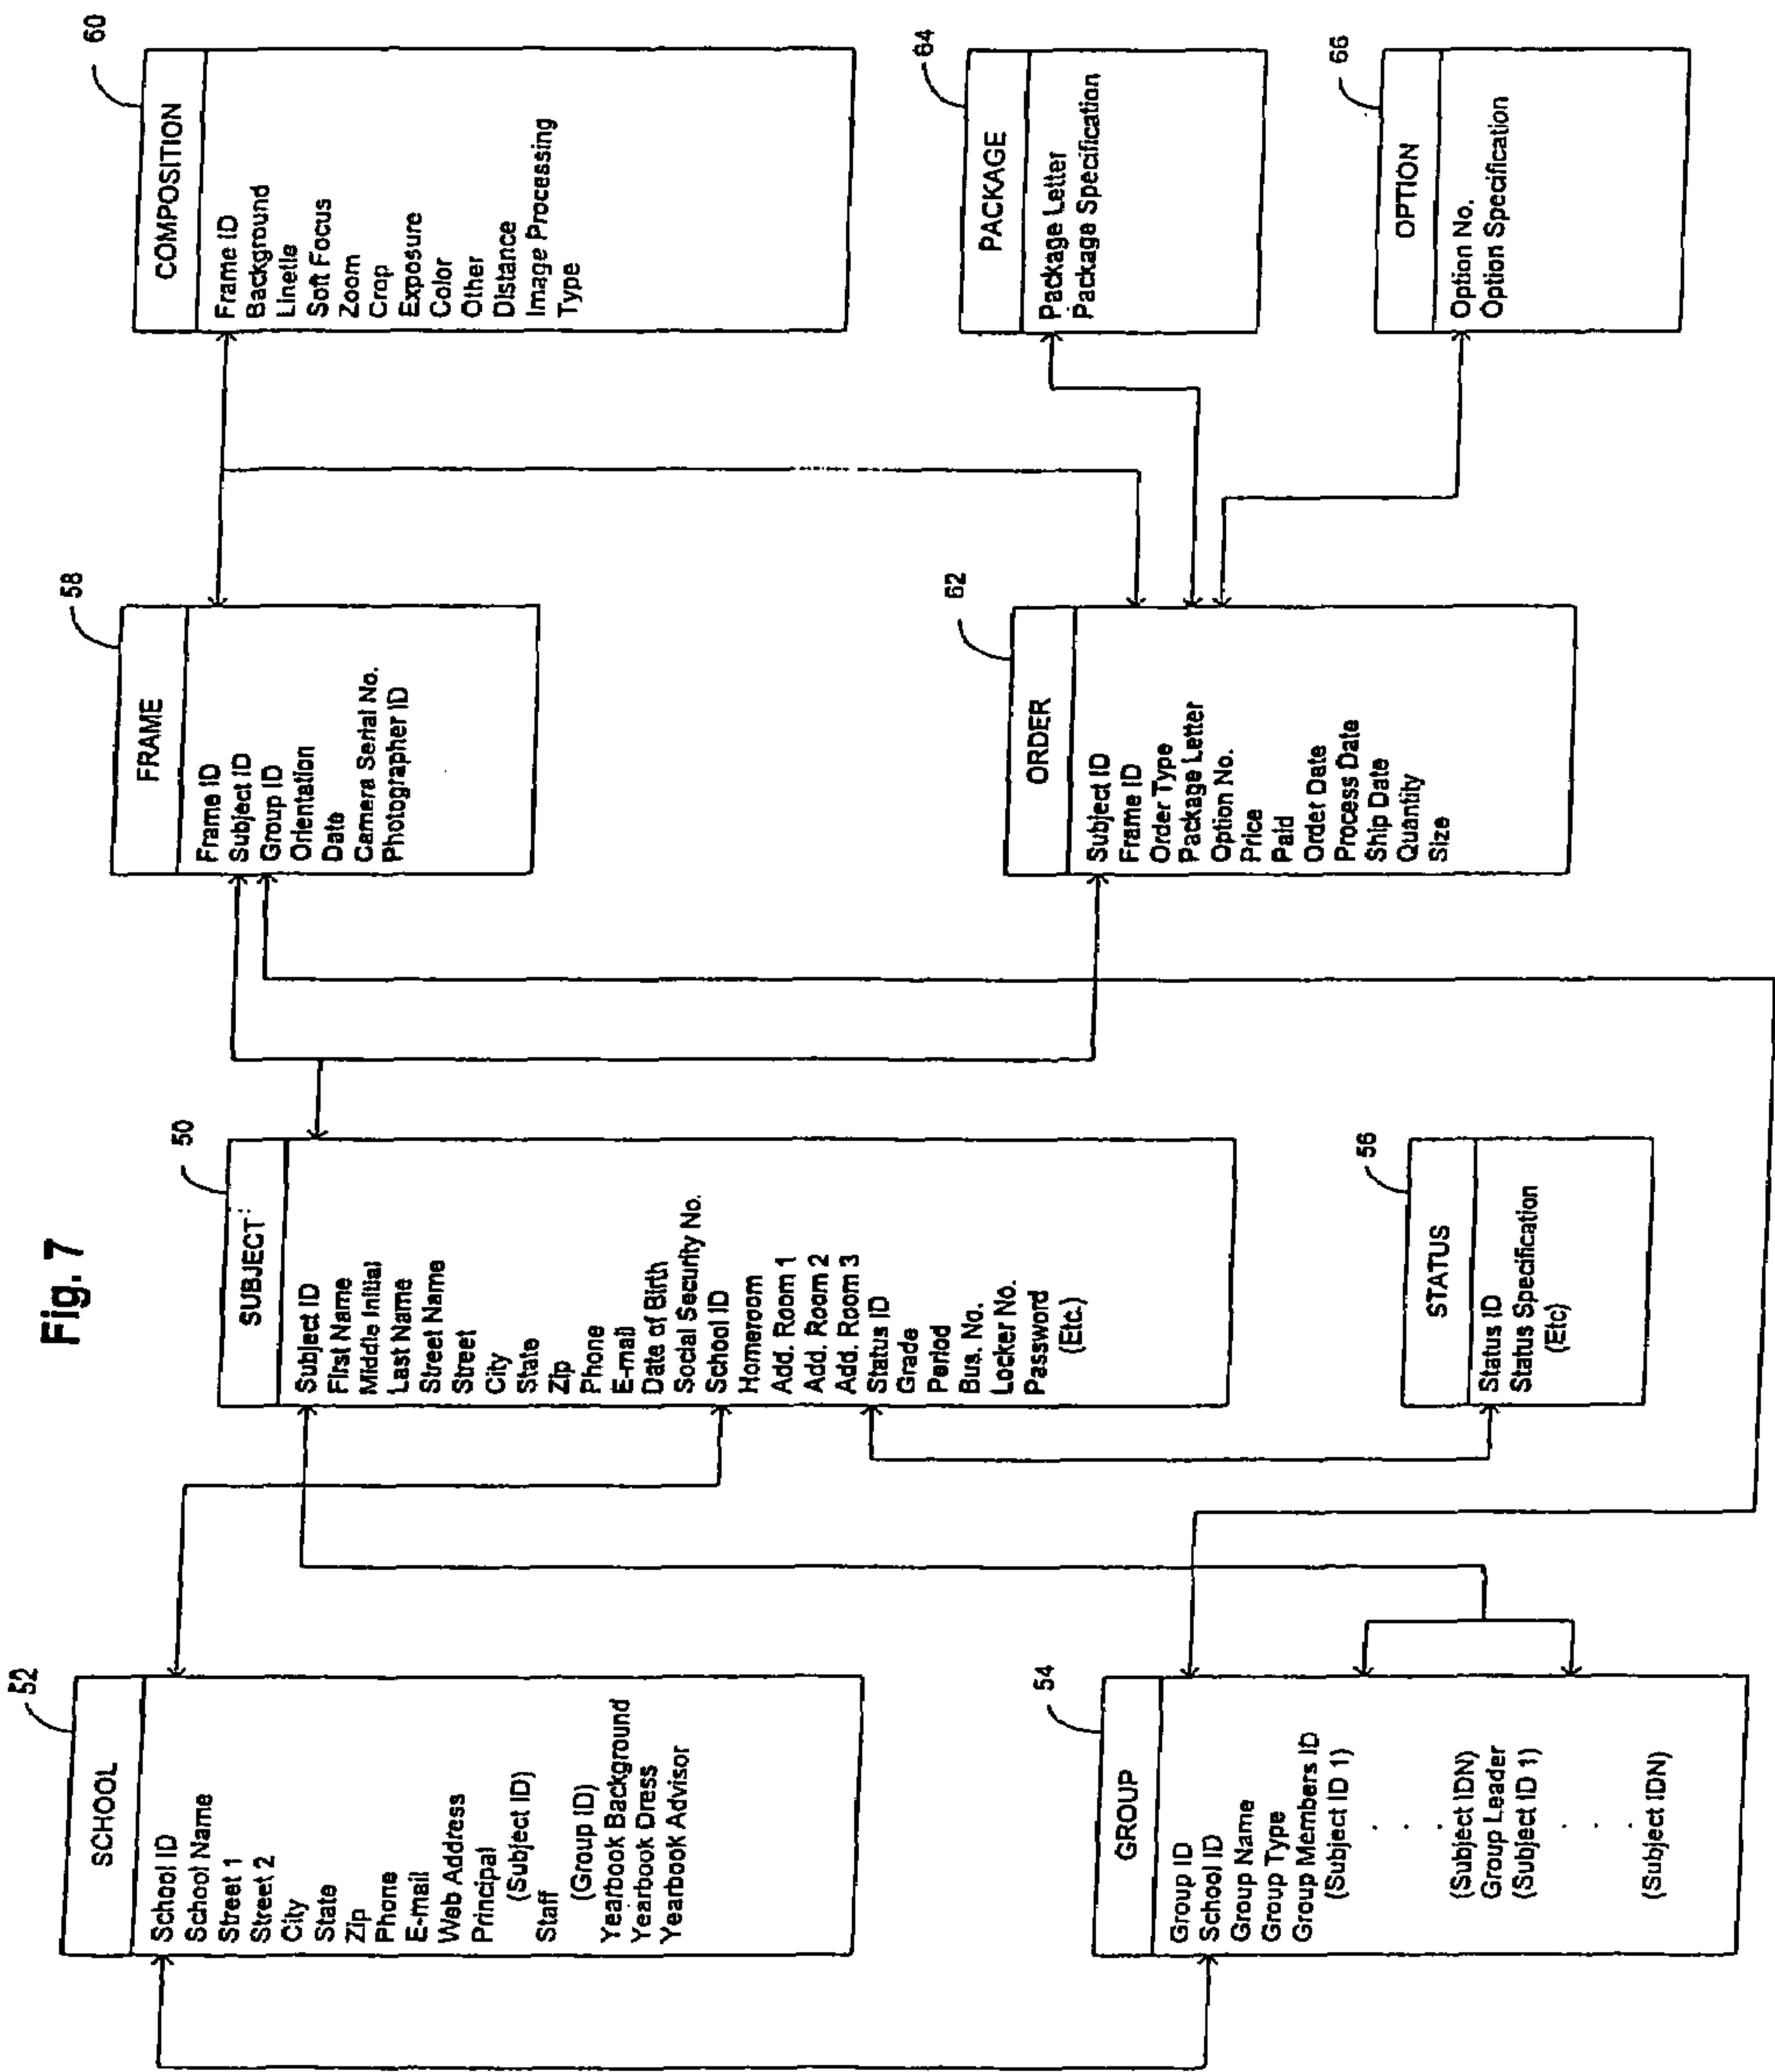 Fig. 7
52
SCHOOL
School ID
School Name
Street 1
Street 2
City
State
Zip
Phone
E-mail
Web Address
Principal
(Subject ID)
Staff
(Group ID)
Yearbook Background
Yearbook Dress
Yearbook Advisor
50
SUBJECT
Subject ID
First Name
Middle Initial
Last Name
Street Name
Street
City
State
Zip
Phone
E-mail
Date of Birth
Social Security No.
School ID
Homeroom
Add. Room 1
Add. Room 2
Add. Room 3
Status ID
Grade
Period
Bus. No.
Locker No.
Password
(Etc.)
58
FRAME
Frame ID
Subject ID
Group ID
Orientation
Date
Camera Serial No.
Photographer ID
60
COMPOSITION
Frame ID
Background
Linetle
Soft Focus
Zoom
Crop
Exposure
Color
Other
Distance
Image Processing
Type
54
GROUP
Group ID
School ID
Group Name
Group Type
Group Members ID
(Subject ID 1)
.
.
.
(Subject IDN)
Group Leader
(Subject ID 1)
.
.
.
(Subject IDN)
56
STATUS
Status ID
Status Specification
(Etc)
62
ORDER
Subject ID
Frame ID
Order Type
Package Letter
Option No.
Price
Paid
Order Date
Process Date
Ship Date
Quantity
Size
64
PACKAGE
Package Letter
Package Specification
66
OPTION
Option No.
Option Specification